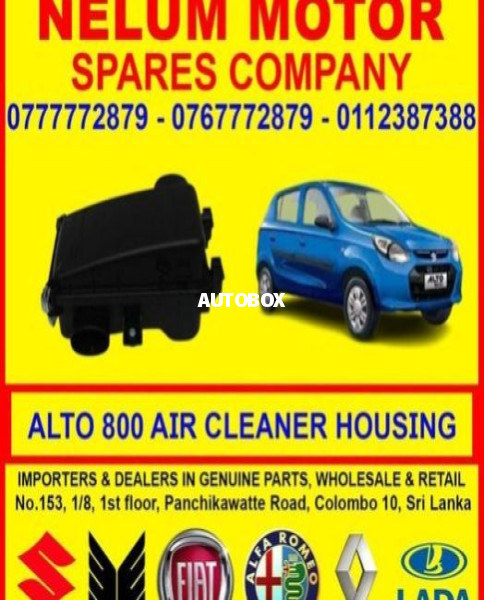 NELUM MOTOR
SPARES COMPANY
0777772879 - 0767772879 - 0112387388
ALTO
AUTOBOX
ALTO 800 AIR CLEANER HOUSING
IMPORTERS & DEALERS IN GENUINE PARTS, WHOLESALE & RETAIL
No.153, 1/8, 1st floor, Panchikawatte Road, Colombo 10, Sri Lanka
FIAT
ALFA ROMEO
LADA